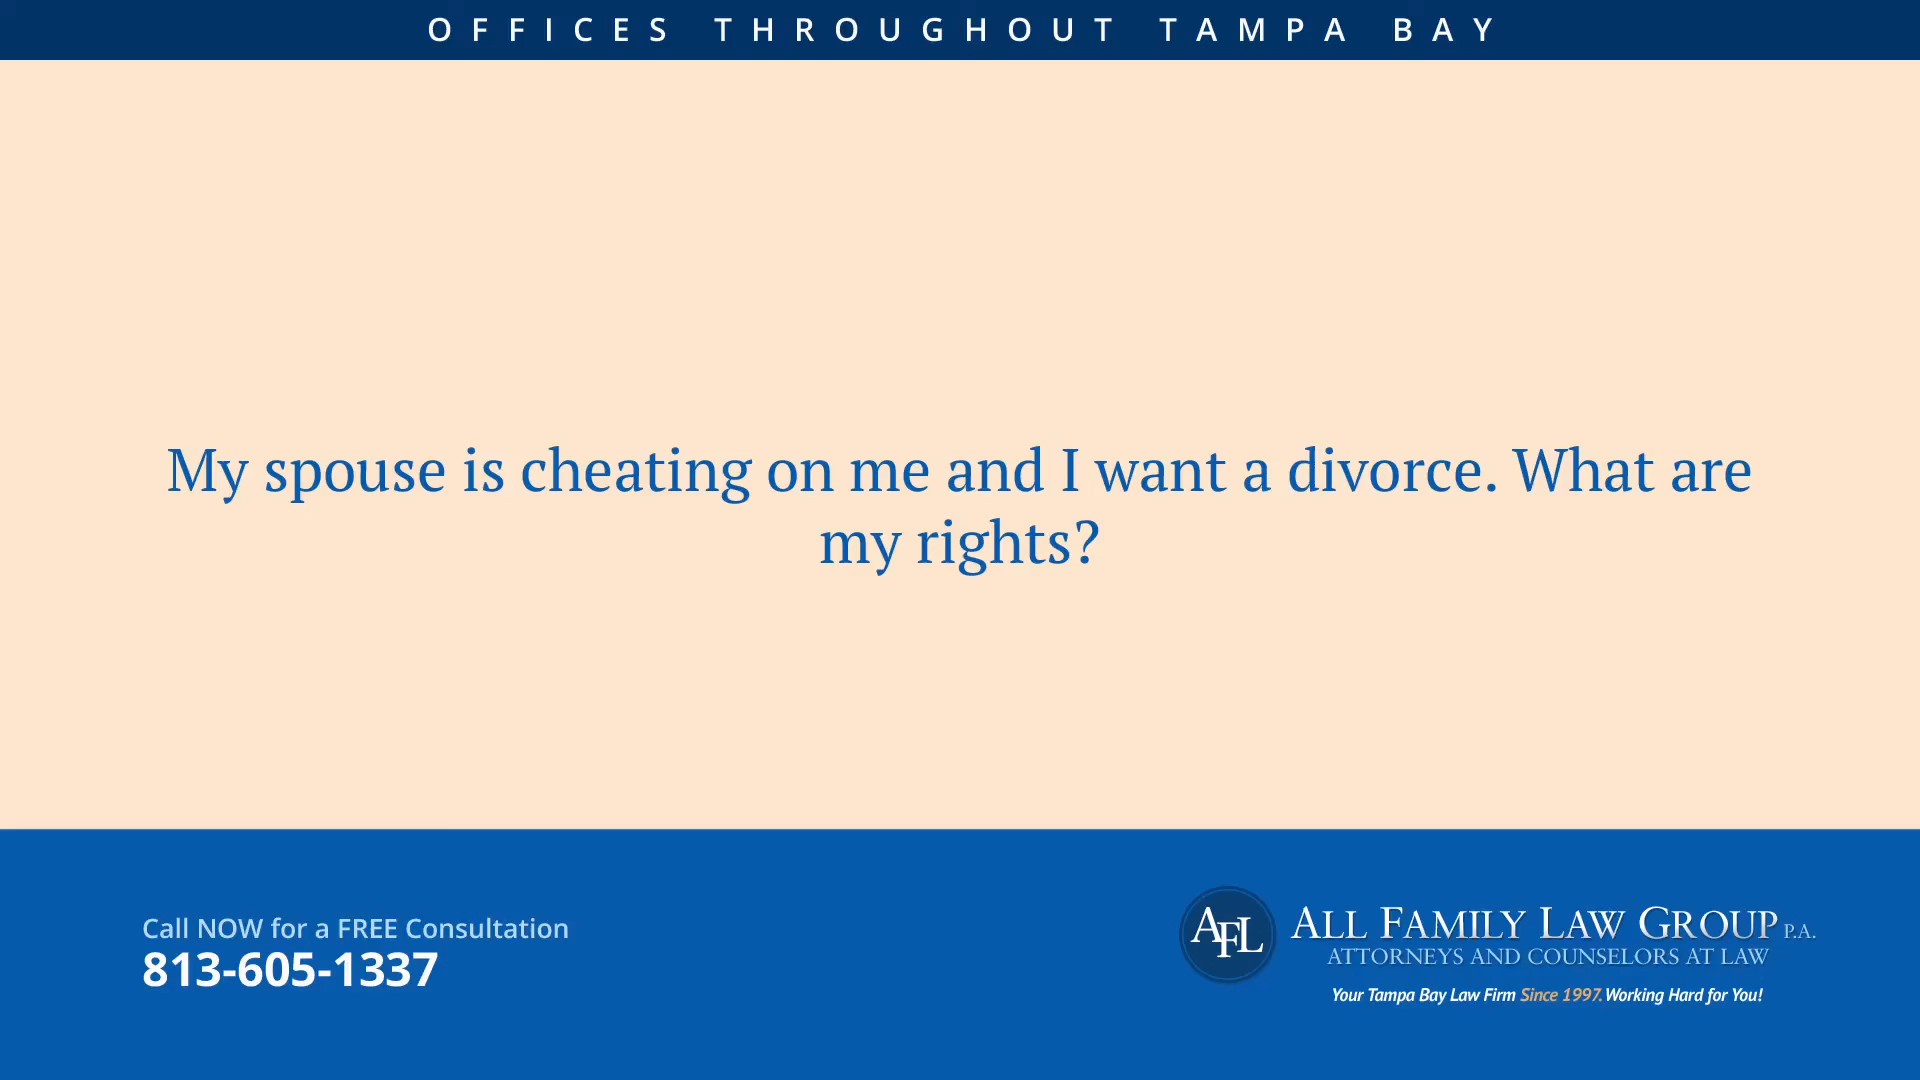 OFFICES THROUGHOUT TAMPA BAY
My spouse is cheating on me and I want a divorce. What are
my rights?
Call NOW for a FREE Consultation
813-605-1337
AFL
ALL FAMILY LAW GROUP P.A.
ATTORNEYS AND COUNSELORS AT LAW
Your Tampa Bay Law Firm Since 1997. Working Hard for You!